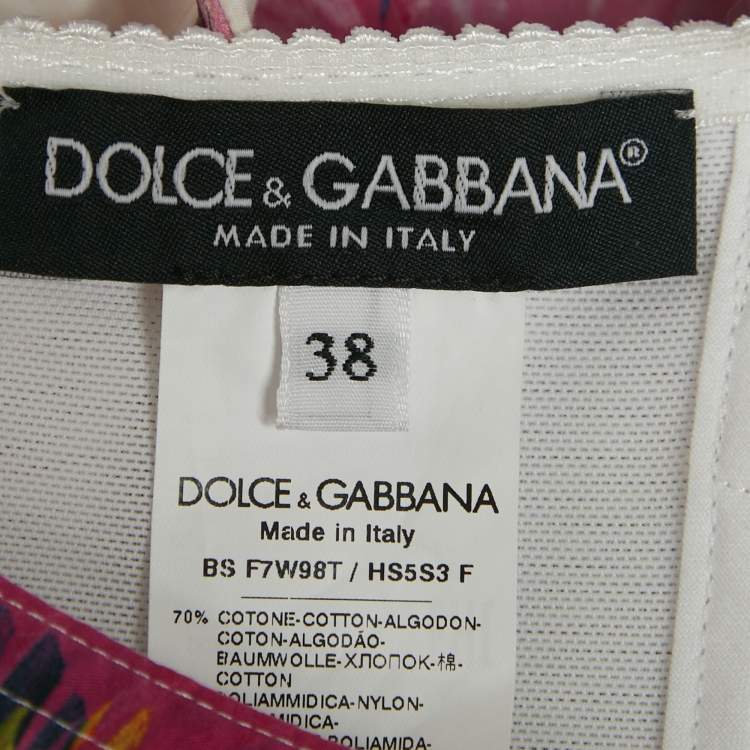 DOLCE & GABBANA®
MADE IN ITALY
38
DOLCE & GABBANA
Made in Italy
BS F7W98T / HS5S3 F
70% COTONE-COTTON-ALGODON-
COTON-ALGODÃO-
BAUMWOLLE-ХЛОПОК-棉-
COTTON